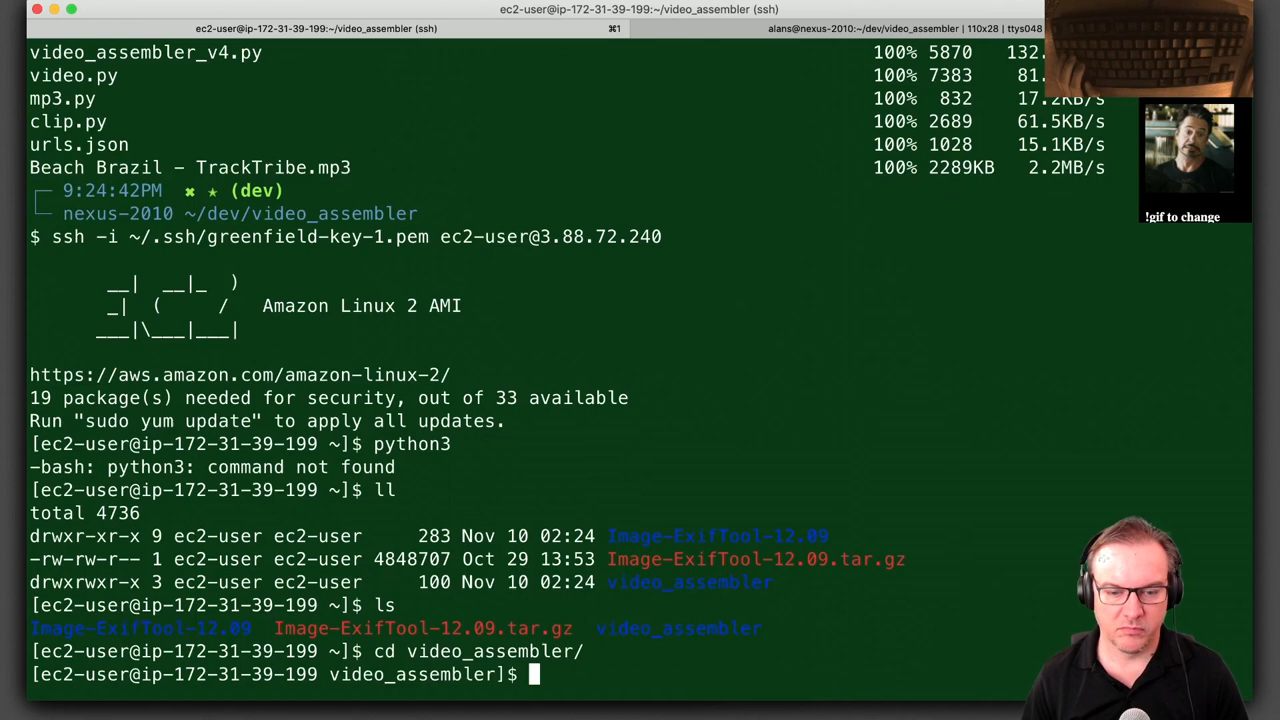 ec2-user@ip-172-31-39-199:~/video_assembler (ssh)
ec2-user@ip-172-31-39-199:~/video_assembler (ssh) ⌘1 alans@nexus-2010:~/dev/video_assembler | 110x28 | ttys048
video_assembler_v4.py 100% 5870 132.
video.py 100% 7383 81.
mp3.py 100% 832 17.2KB/s
clip.py 100% 2689 61.5KB/s
urls.json 100% 1028 15.1KB/s
Beach Brazil - TrackTribe.mp3 100% 2289KB 2.2MB/s
9:24:42PM ✖ ★ (dev)
nexus-2010 ~/dev/video_assembler
!gif to change
$ ssh -i ~/.ssh/greenfield-key-1.pem ec2-user@3.88.72.240
__| __|_ )
_| ( / Amazon Linux 2 AMI
___|\___|___|
https://aws.amazon.com/amazon-linux-2/
19 package(s) needed for security, out of 33 available
Run "sudo yum update" to apply all updates.
[ec2-user@ip-172-31-39-199 ~]$ python3
-bash: python3: command not found
[ec2-user@ip-172-31-39-199 ~]$ ll
total 4736
drwxr-xr-x 9 ec2-user ec2-user 283 Nov 10 02:24 Image-ExifTool-12.09
-rw-rw-r-- 1 ec2-user ec2-user 4848707 Oct 29 13:53 Image-ExifTool-12.09.tar.gz
drwxrwxr-x 3 ec2-user ec2-user 100 Nov 10 02:24 video_assembler
[ec2-user@ip-172-31-39-199 ~]$ ls
Image-ExifTool-12.09 Image-ExifTool-12.09.tar.gz video_assembler
[ec2-user@ip-172-31-39-199 ~]$ cd video_assembler/
[ec2-user@ip-172-31-39-199 video_assembler]$